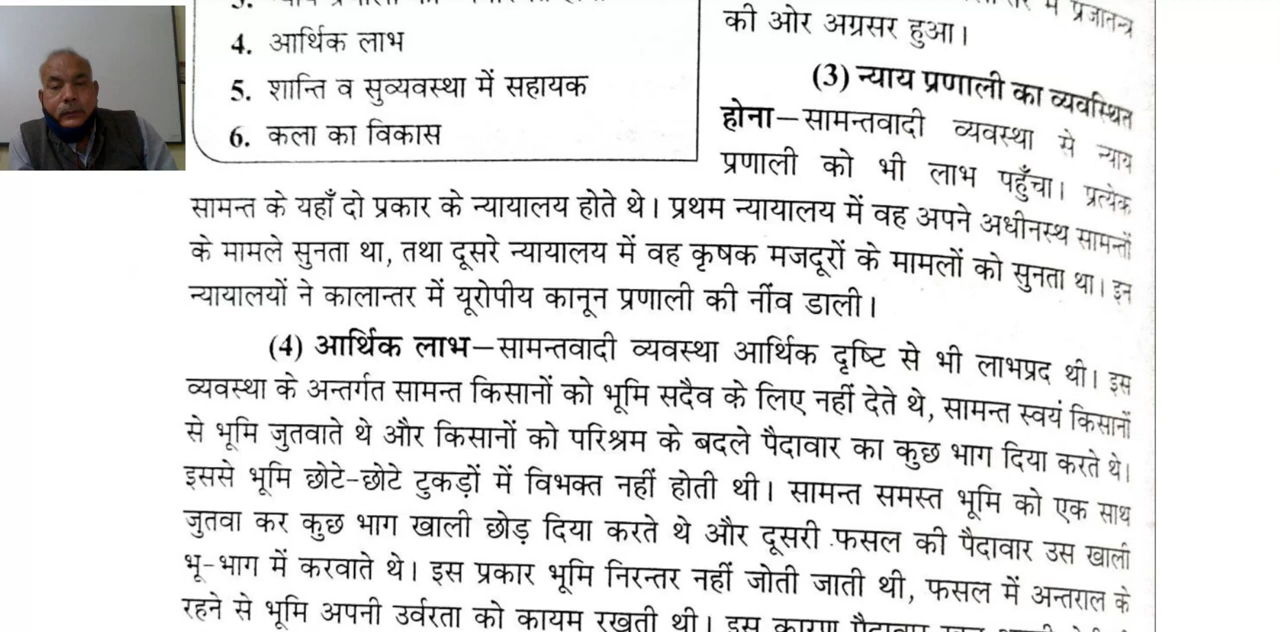 4. आर्थिक लाभ
5. शान्ति व सुव्यवस्था में सहायक
6. कला का विकास
प्रजातन्त्र
की ओर अग्रसर हुआ।
(3) न्याय प्रणाली का व्यवस्थित
होना—सामन्तवादी व्यवस्था से न्याय
प्रणाली को भी लाभ पहुँचा। प्रत्येक
सामन्त के यहाँ दो प्रकार के न्यायालय होते थे। प्रथम न्यायालय में वह अपने अधीनस्थ सामन्तों
के मामले सुनता था, तथा दूसरे न्यायालय में वह कृषक मजदूरों के मामलों को सुनता था। इन
न्यायालयों ने कालान्तर में यूरोपीय कानून प्रणाली की नींव डाली।
(4) आर्थिक लाभ—सामन्तवादी व्यवस्था आर्थिक दृष्टि से भी लाभप्रद थी। इस
व्यवस्था के अन्तर्गत सामन्त किसानों को भूमि सदैव के लिए नहीं देते थे, सामन्त स्वयं किसानों
से भूमि जुतवाते थे और किसानों को परिश्रम के बदले पैदावार का कुछ भाग दिया करते थे।
इससे भूमि छोटे-छोटे टुकड़ों में विभक्त नहीं होती थी। सामन्त समस्त भूमि को एक साथ
जुतवा कर कुछ भाग खाली छोड़ दिया करते थे और दूसरी फसल की पैदावार उस खाली
भू-भाग में करवाते थे। इस प्रकार भूमि निरन्तर नहीं जोती जाती थी, फसल में अन्तराल के
रहने से भूमि अपनी उर्वरता को कायम रखती थी। इस कारण पैदावार